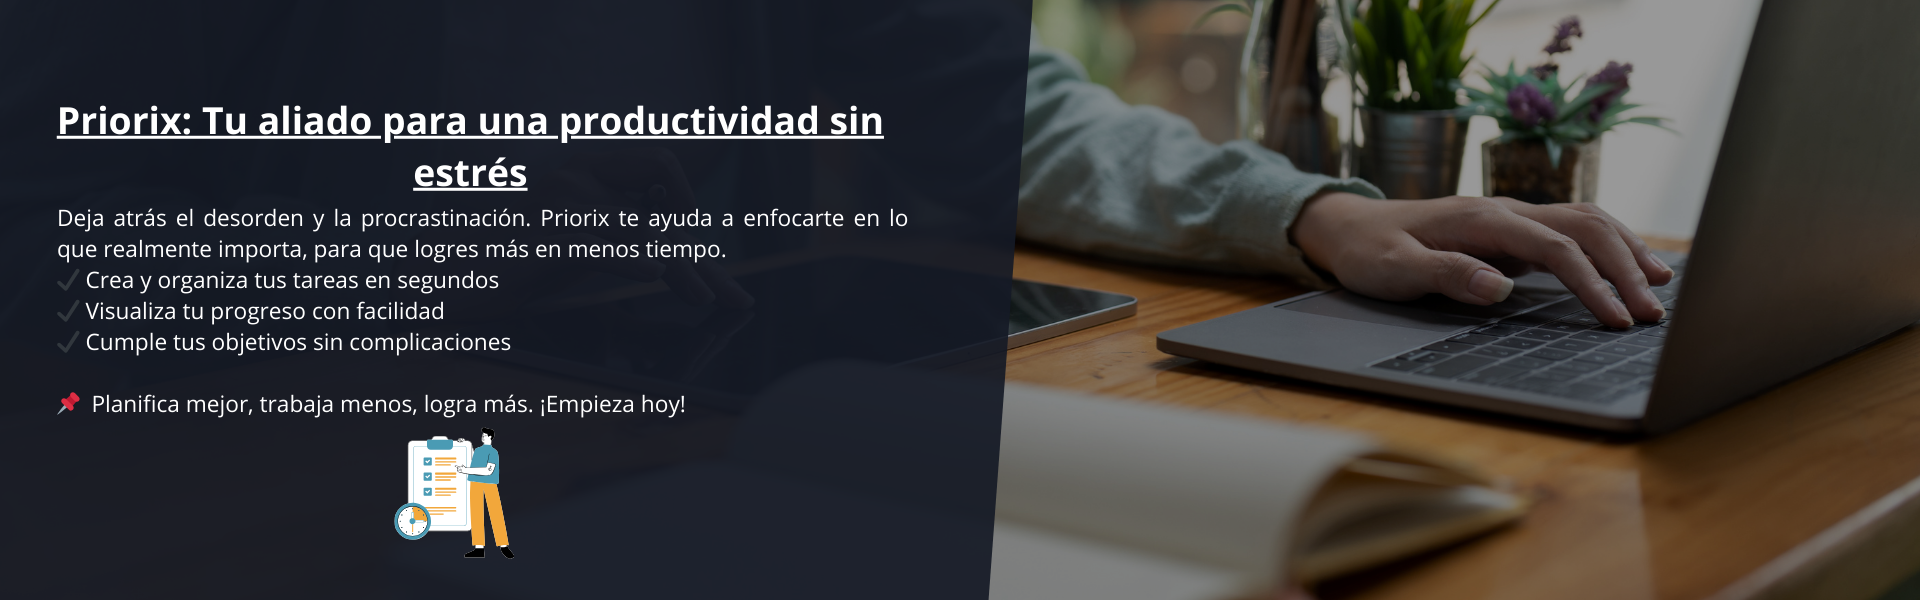 Priorix: Tu aliado para una productividad sin
estrés
Deja atrás el desorden y la procrastinación. Priorix te ayuda a enfocarte en lo
que realmente importa, para que logres más en menos tiempo.
✓ Crea y organiza tus tareas en segundos
✓ Visualiza tu progreso con facilidad
✓ Cumple tus objetivos sin complicaciones
📌 Planifica mejor, trabaja menos, logra más. ¡Empieza hoy!